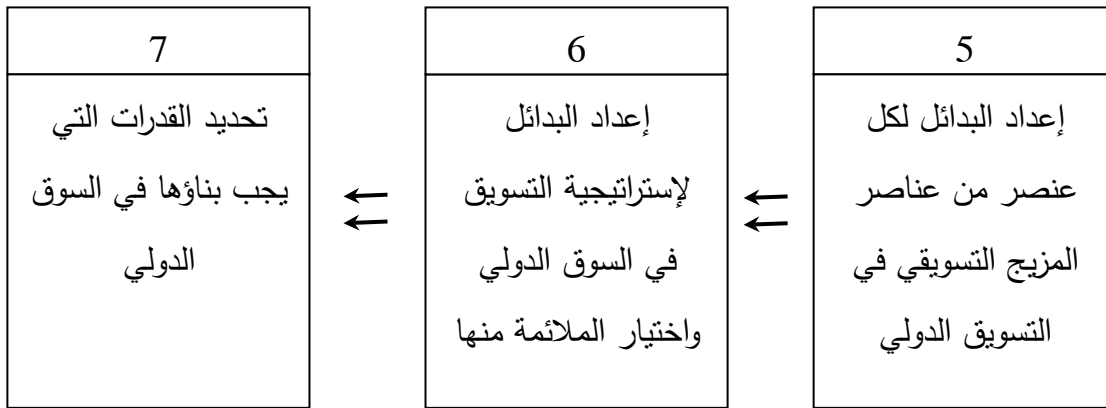 5
إعداد البدائل لكل
عنصر من عناصر
المزيج التسويقي في
التسويق الدولي
6
إعداد البدائل
لإستراتيجية التسويق
في السوق الدولي
واختيار الملائمة منها
7
تحديد القدرات التي
يجب بناؤها في السوق
الدولي